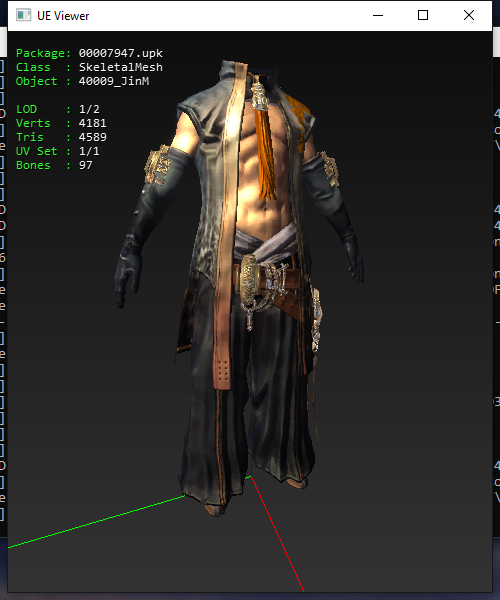 UE Viewer
Package: 00007947.upk
Class : SkeletalMesh
Object : 40009_JinM
LOD : 1/2
Verts : 4181
Tris : 4589
UV Set : 1/1
Bones : 97